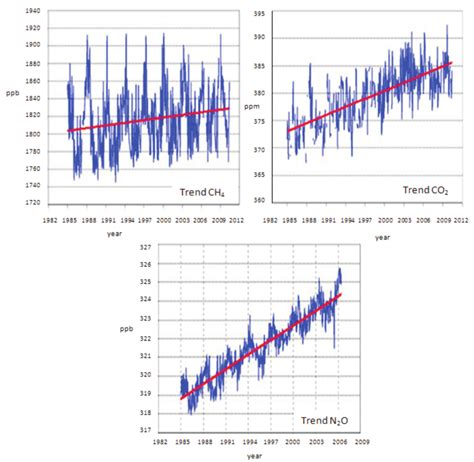 1940
1920
1900
1880
1860
ppb
1840
1820
1800
1780
1760
1740
1720
Trend CH₄
1982 1985 1988 1991 1994 1997 2000 2003 2006 2009 2012
year
395
390
385
380
ppm
375
370
365
360
Trend CO₂
1982 1985 1988 1991 1994 1997 2000 2003 2006 2009 2012
year
327
326
325
324
ppb
323
322
321
320
319
318
317
Trend N₂O
1982 1985 1988 1991 1994 1997 2000 2003 2006 2009
year